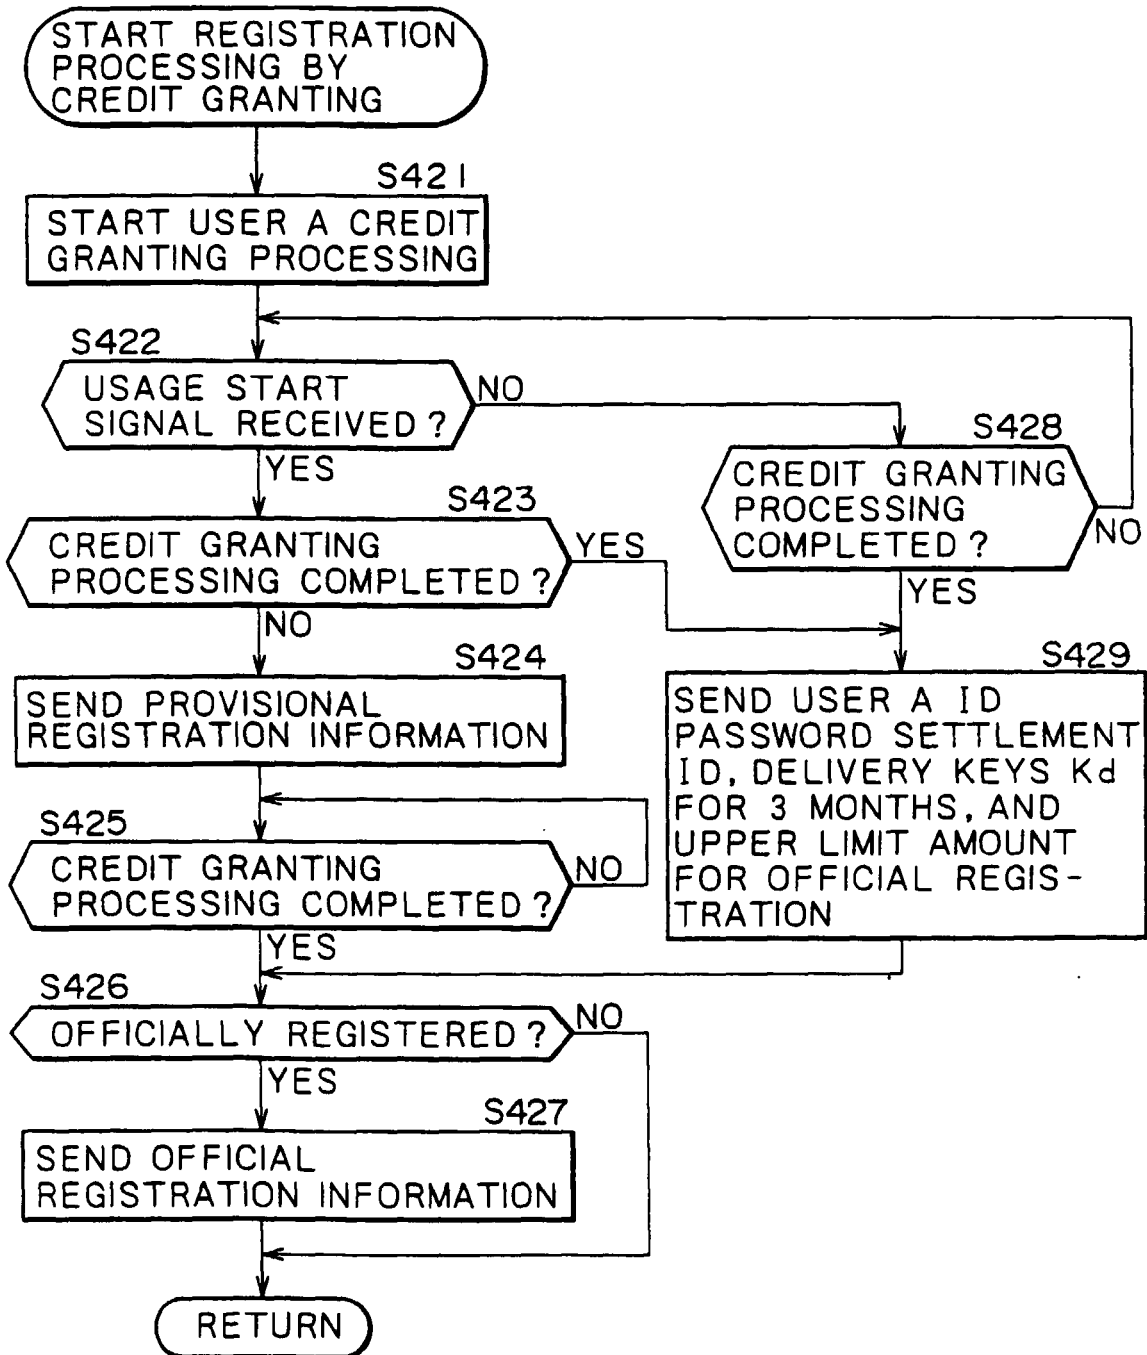 START REGISTRATION
PROCESSING BY
CREDIT GRANTING
S421
START USER A CREDIT
GRANTING PROCESSING
S422
USAGE START
SIGNAL RECEIVED?
NO
YES
S428
CREDIT GRANTING
PROCESSING
COMPLETED?
NO
YES
S423
CREDIT GRANTING
PROCESSING COMPLETED?
YES
NO
S424
SEND PROVISIONAL
REGISTRATION INFORMATION
S429
SEND USER A ID
PASSWORD SETTLEMENT
ID, DELIVERY KEYS Kd
FOR 3 MONTHS, AND
UPPER LIMIT AMOUNT
FOR OFFICIAL REGIS-
TRATION
S425
CREDIT GRANTING
PROCESSING COMPLETED?
NO
YES
S426
OFFICIALLY REGISTERED?
NO
YES
S427
SEND OFFICIAL
REGISTRATION INFORMATION
RETURN